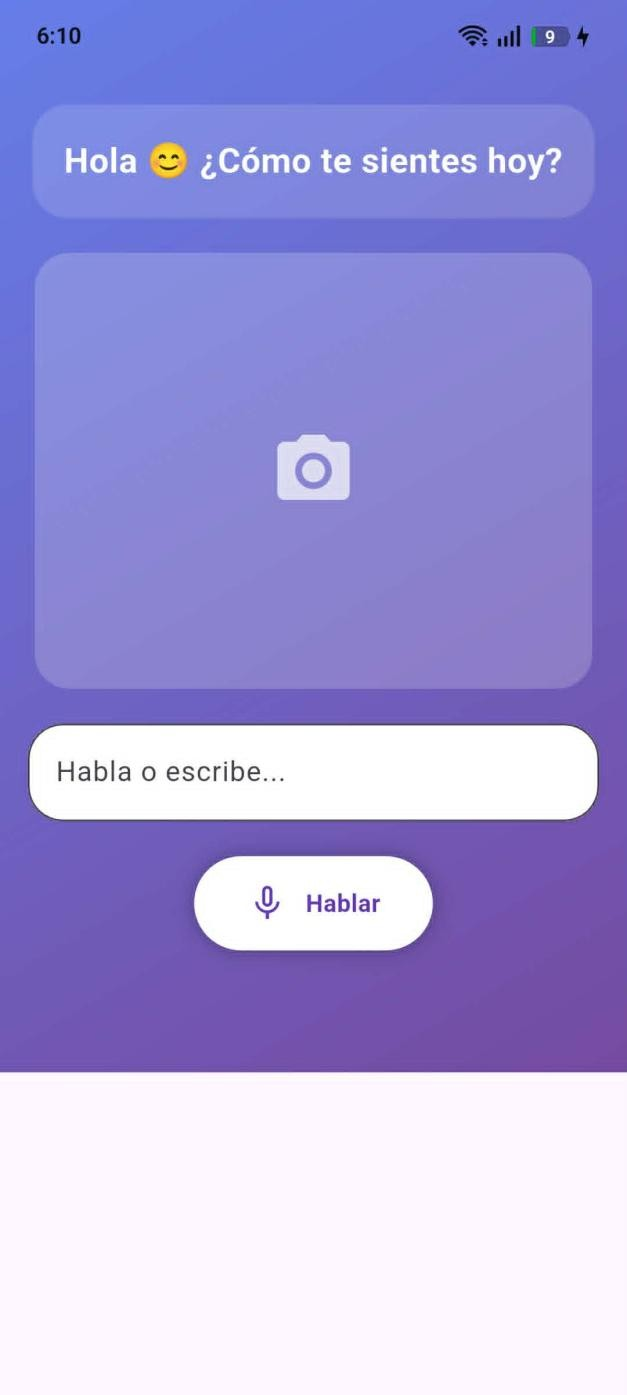 6:10
9
Hola 😊 ¿Cómo te sientes hoy?
Habla o escribe...
Hablar